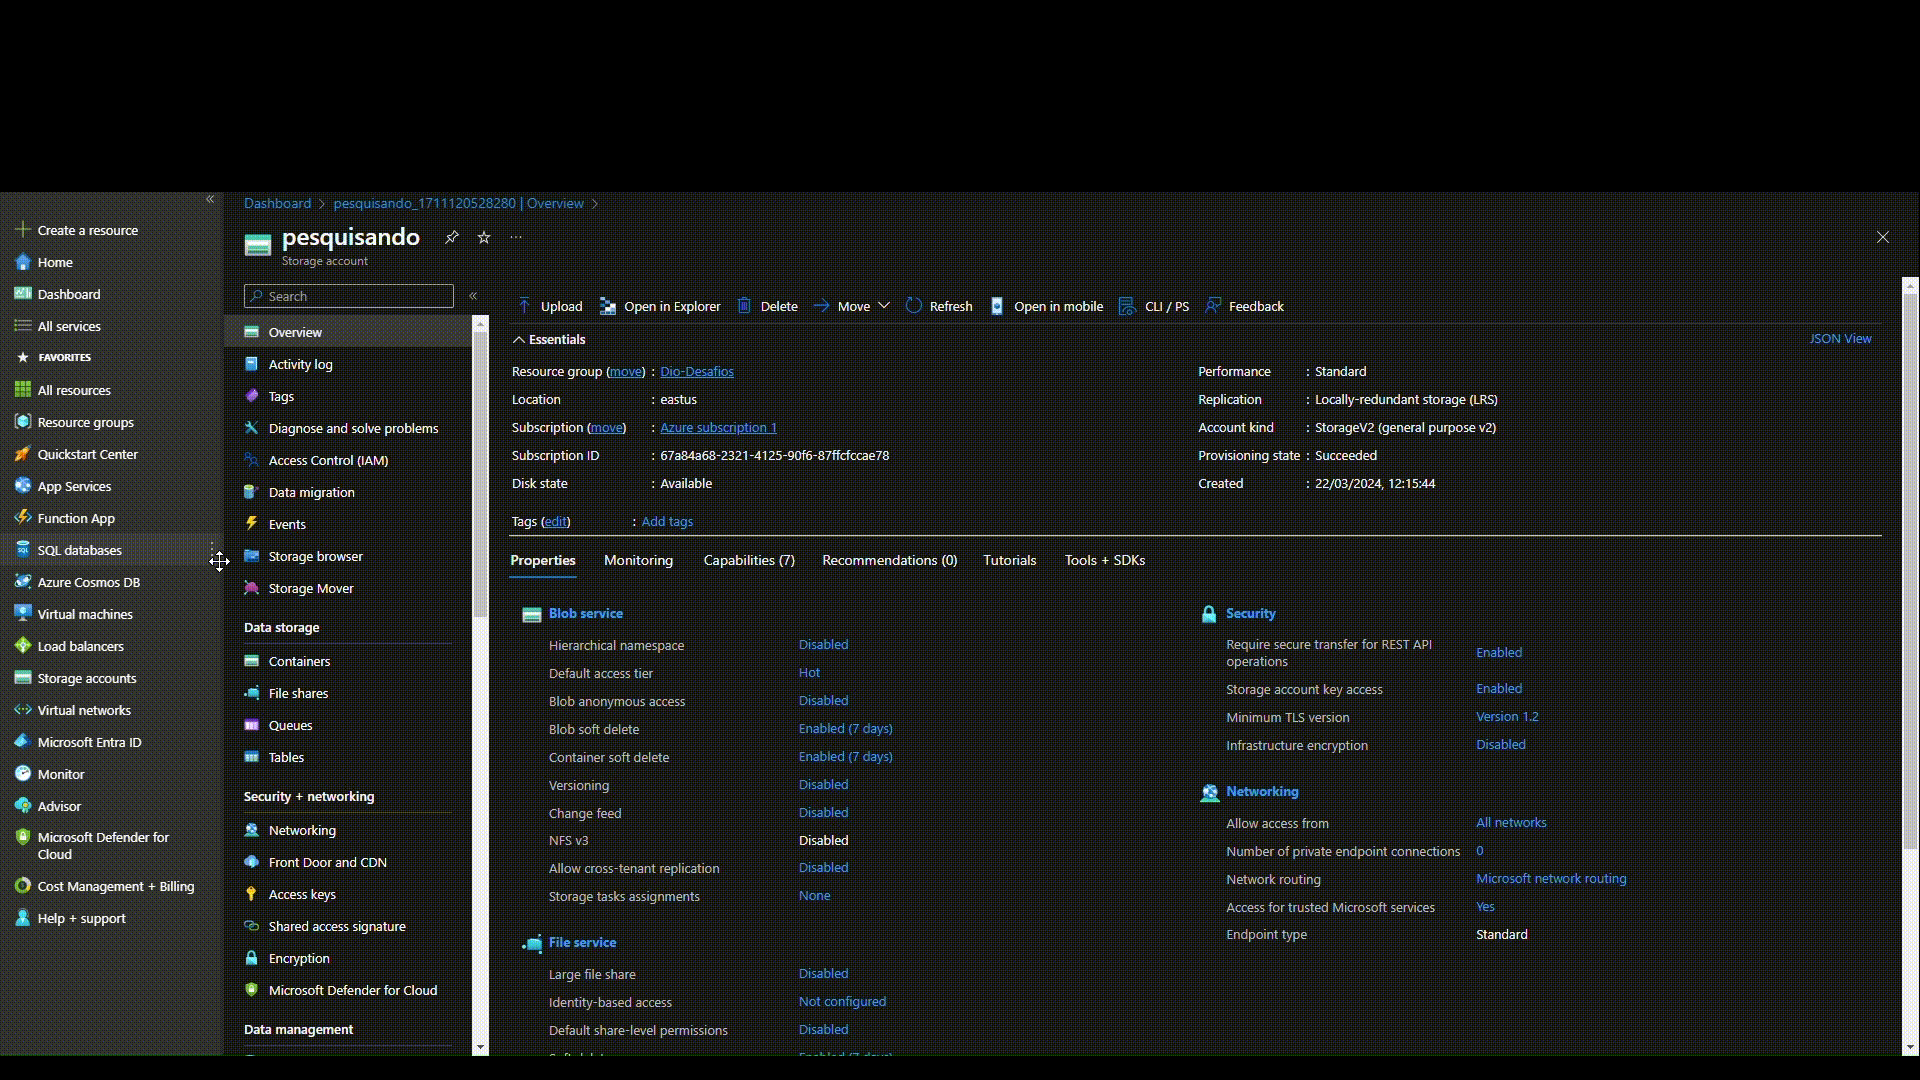 Dashboard > pesquisando_1711120528280 | Overview >
pesquisando
Storage account
Create a resource
Home
Dashboard
All services
FAVORITES
All resources
Resource groups
Quickstart Center
App Services
Function App
SQL databases
Azure Cosmos DB
Virtual machines
Load balancers
Storage accounts
Virtual networks
Microsoft Entra ID
Monitor
Advisor
Microsoft Defender for
Cloud
Cost Management + Billing
Help + support
Search
Overview
Activity log
Tags
Diagnose and solve problems
Access Control (IAM)
Data migration
Events
Storage browser
Storage Mover
Data storage
Containers
File shares
Queues
Tables
Security + networking
Networking
Front Door and CDN
Access keys
Shared access signature
Encryption
Microsoft Defender for Cloud
Data management
Upload Open in Explorer Delete Move Refresh Open in mobile CLI / PS Feedback
Essentials
JSON View
Resource group (move) : Dio-Desafios
Location : eastus
Subscription (move) : Azure subscription 1
Subscription ID : 67a84a68-2321-4125-90f6-87ffcfccae78
Disk state : Available
Performance : Standard
Replication : Locally-redundant storage (LRS)
Account kind : StorageV2 (general purpose v2)
Provisioning state : Succeeded
Created : 22/03/2024, 12:15:44
Tags (edit) : Add tags
Properties Monitoring Capabilities (7) Recommendations (0) Tutorials Tools + SDKs
Blob service
Hierarchical namespace Disabled
Default access tier Hot
Blob anonymous access Disabled
Blob soft delete Enabled (7 days)
Container soft delete Enabled (7 days)
Versioning Disabled
Change feed Disabled
NFS v3 Disabled
Allow cross-tenant replication Disabled
Storage tasks assignments None
File service
Large file share Disabled
Identity-based access Not configured
Default share-level permissions Disabled
Security
Require secure transfer for REST API
operations Enabled
Storage account key access Enabled
Minimum TLS version Version 1.2
Infrastructure encryption Disabled
Networking
Allow access from All networks
Number of private endpoint connections 0
Network routing Microsoft network routing
Access for trusted Microsoft services Yes
Endpoint type Standard